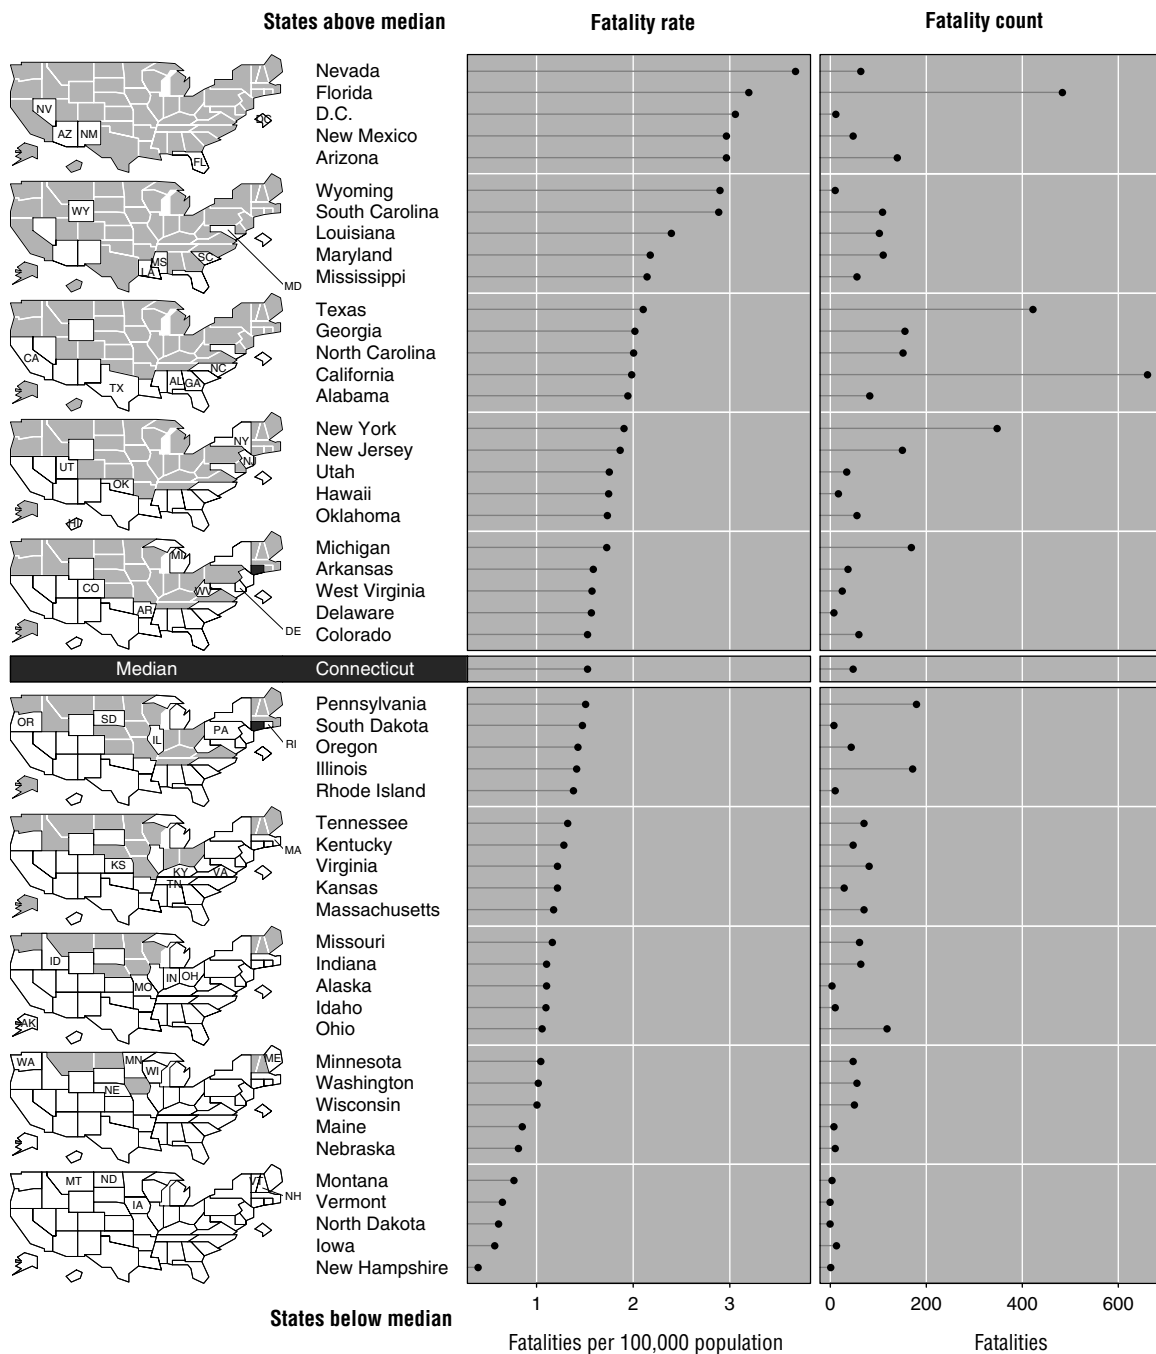 States above median Fatality rate Fatality count
Nevada
Florida
D.C.
New Mexico
Arizona
NV
AZ NM
DC
FL
Wyoming
South Carolina
Louisiana
Maryland
Mississippi
WY
MS SC
LA
MD
Texas
Georgia
North Carolina
California
Alabama
CA
NC
TX AL GA
New York
New Jersey
Utah
Hawaii
Oklahoma
NY
NJ
UT
OK
HI
Michigan
Arkansas
West Virginia
Delaware
Colorado
MI
CO WV
AR
DE
Median Connecticut
Pennsylvania
South Dakota
Oregon
Illinois
Rhode Island
OR SD
IL PA
RI
Tennessee
Kentucky
Virginia
Kansas
Massachusetts
MA
KS KY VA
TN
Missouri
Indiana
Alaska
Idaho
Ohio
ID
IN OH
MO
AK
Minnesota
Washington
Wisconsin
Maine
Nebraska
WA MN ME
WI
NE
Montana
Vermont
North Dakota
Iowa
New Hampshire
MT ND VT
NH
IA
1 2 3 0 200 400 600
States below median
Fatalities per 100,000 population Fatalities